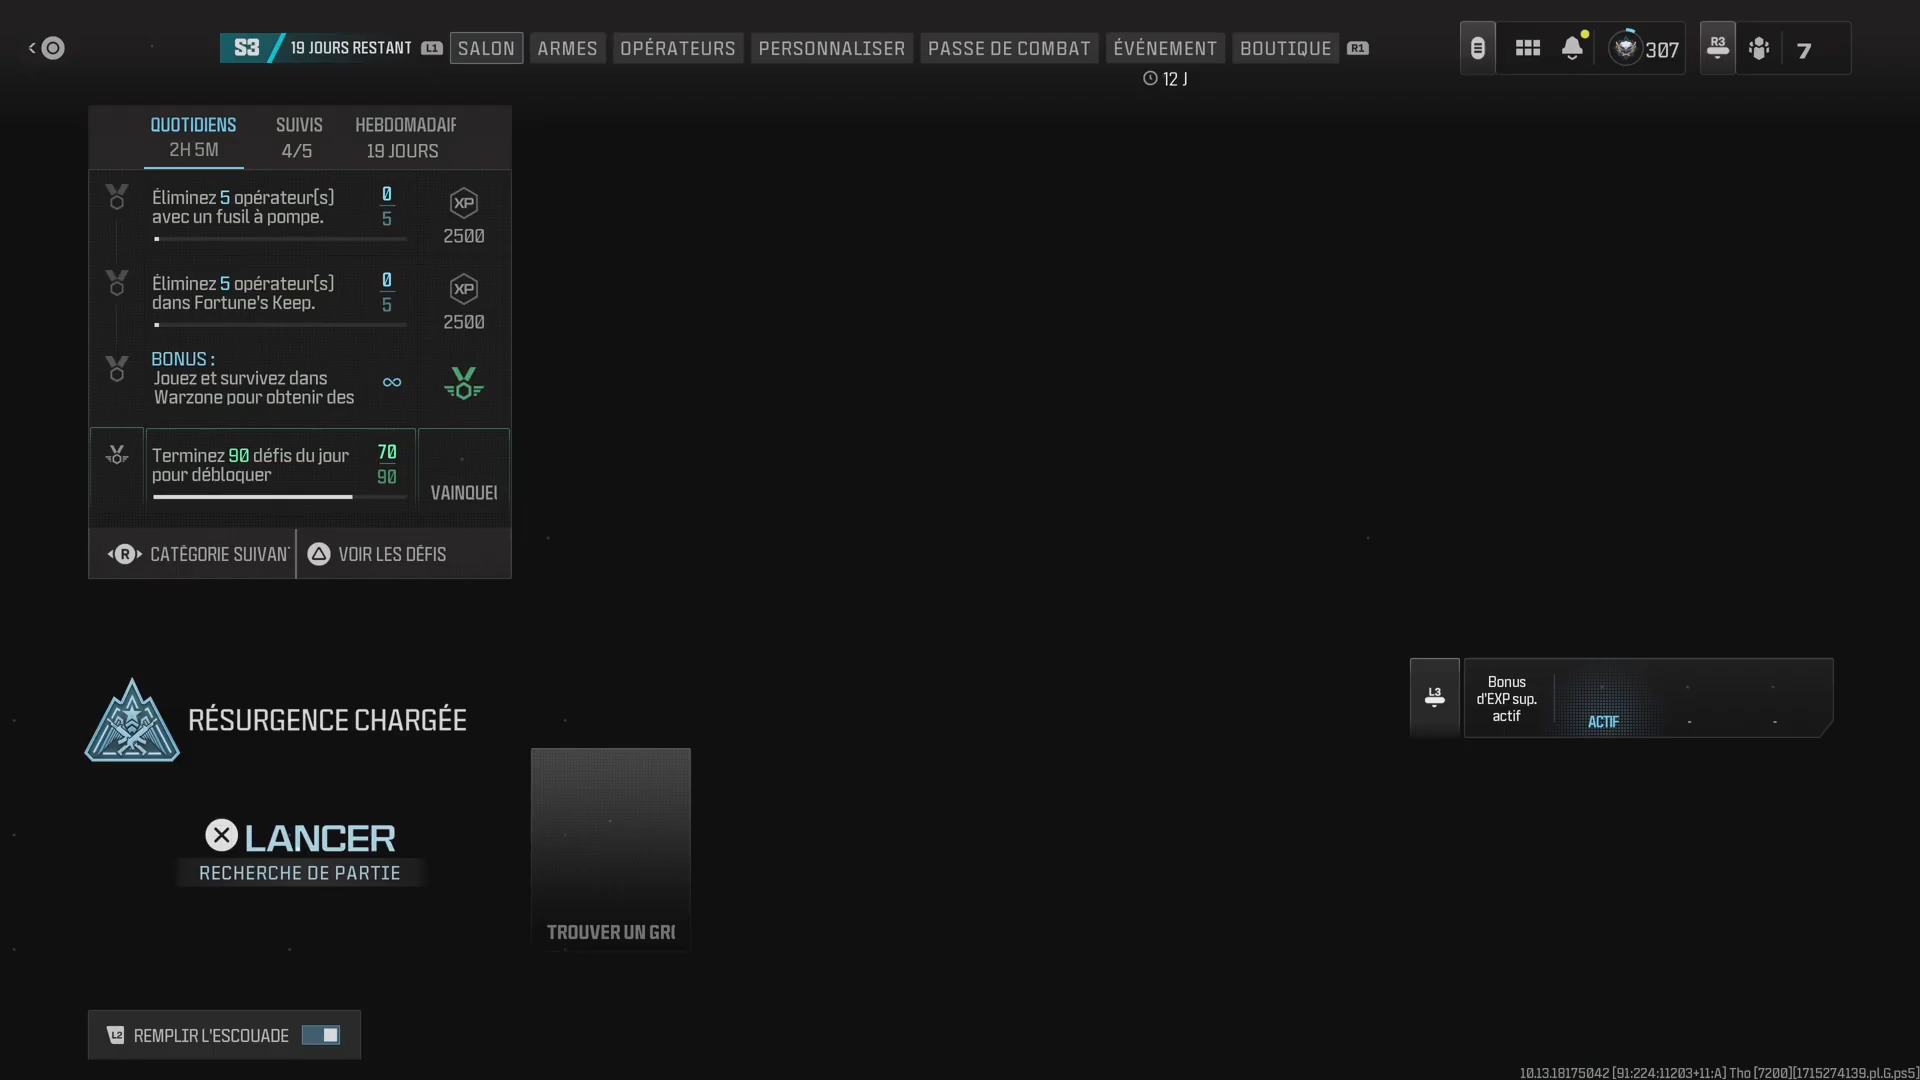 S3
19 JOURS RESTANT
L1
SALON
ARMES
OPÉRATEURS
PERSONNALISER
PASSE DE COMBAT
ÉVÉNEMENT
BOUTIQUE
R1
12 J
307
R3
7
QUOTIDIENS
2H 5M
SUIVIS
4/5
HEBDOMADAIR
19 JOURS
Éliminez 5 opérateur(s)
avec un fusil à pompe.
0
5
XP
2500
Éliminez 5 opérateur(s)
dans Fortune's Keep.
0
5
XP
2500
BONUS :
Jouez et survivez dans
Warzone pour obtenir des
∞
Terminez 90 défis du jour
pour débloquer
70
90
VAINQUEU
R
CATÉGORIE SUIVANT
VOIR LES DÉFIS
RÉSURGENCE CHARGÉE
L3
Bonus
d'EXP sup.
actif
ACTIF
-
-
LANCER
RECHERCHE DE PARTIE
TROUVER UN GRO
L2
REMPLIR L'ESCOUADE
10.13.18175042 [91:224:11203+11:A] Tho [7200][1715274139.pl.G.ps5]